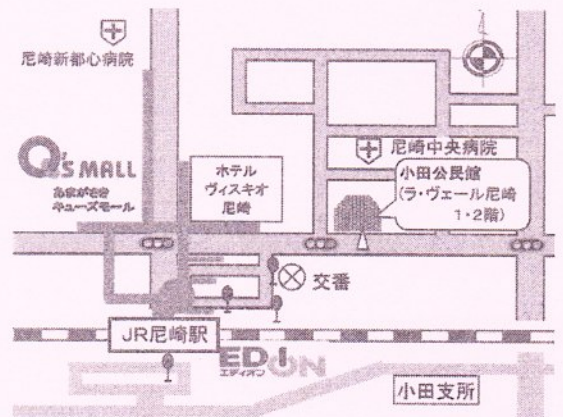 尼崎新都心病院
Q's MALL
あまがさき
キューズモール
ホテル
ヴィスキオ
尼崎
尼崎中央病院
小田公民館
(ラ・ヴェール尼崎
1・2階)
交番
JR尼崎駅
EDION
エディオン
小田支所